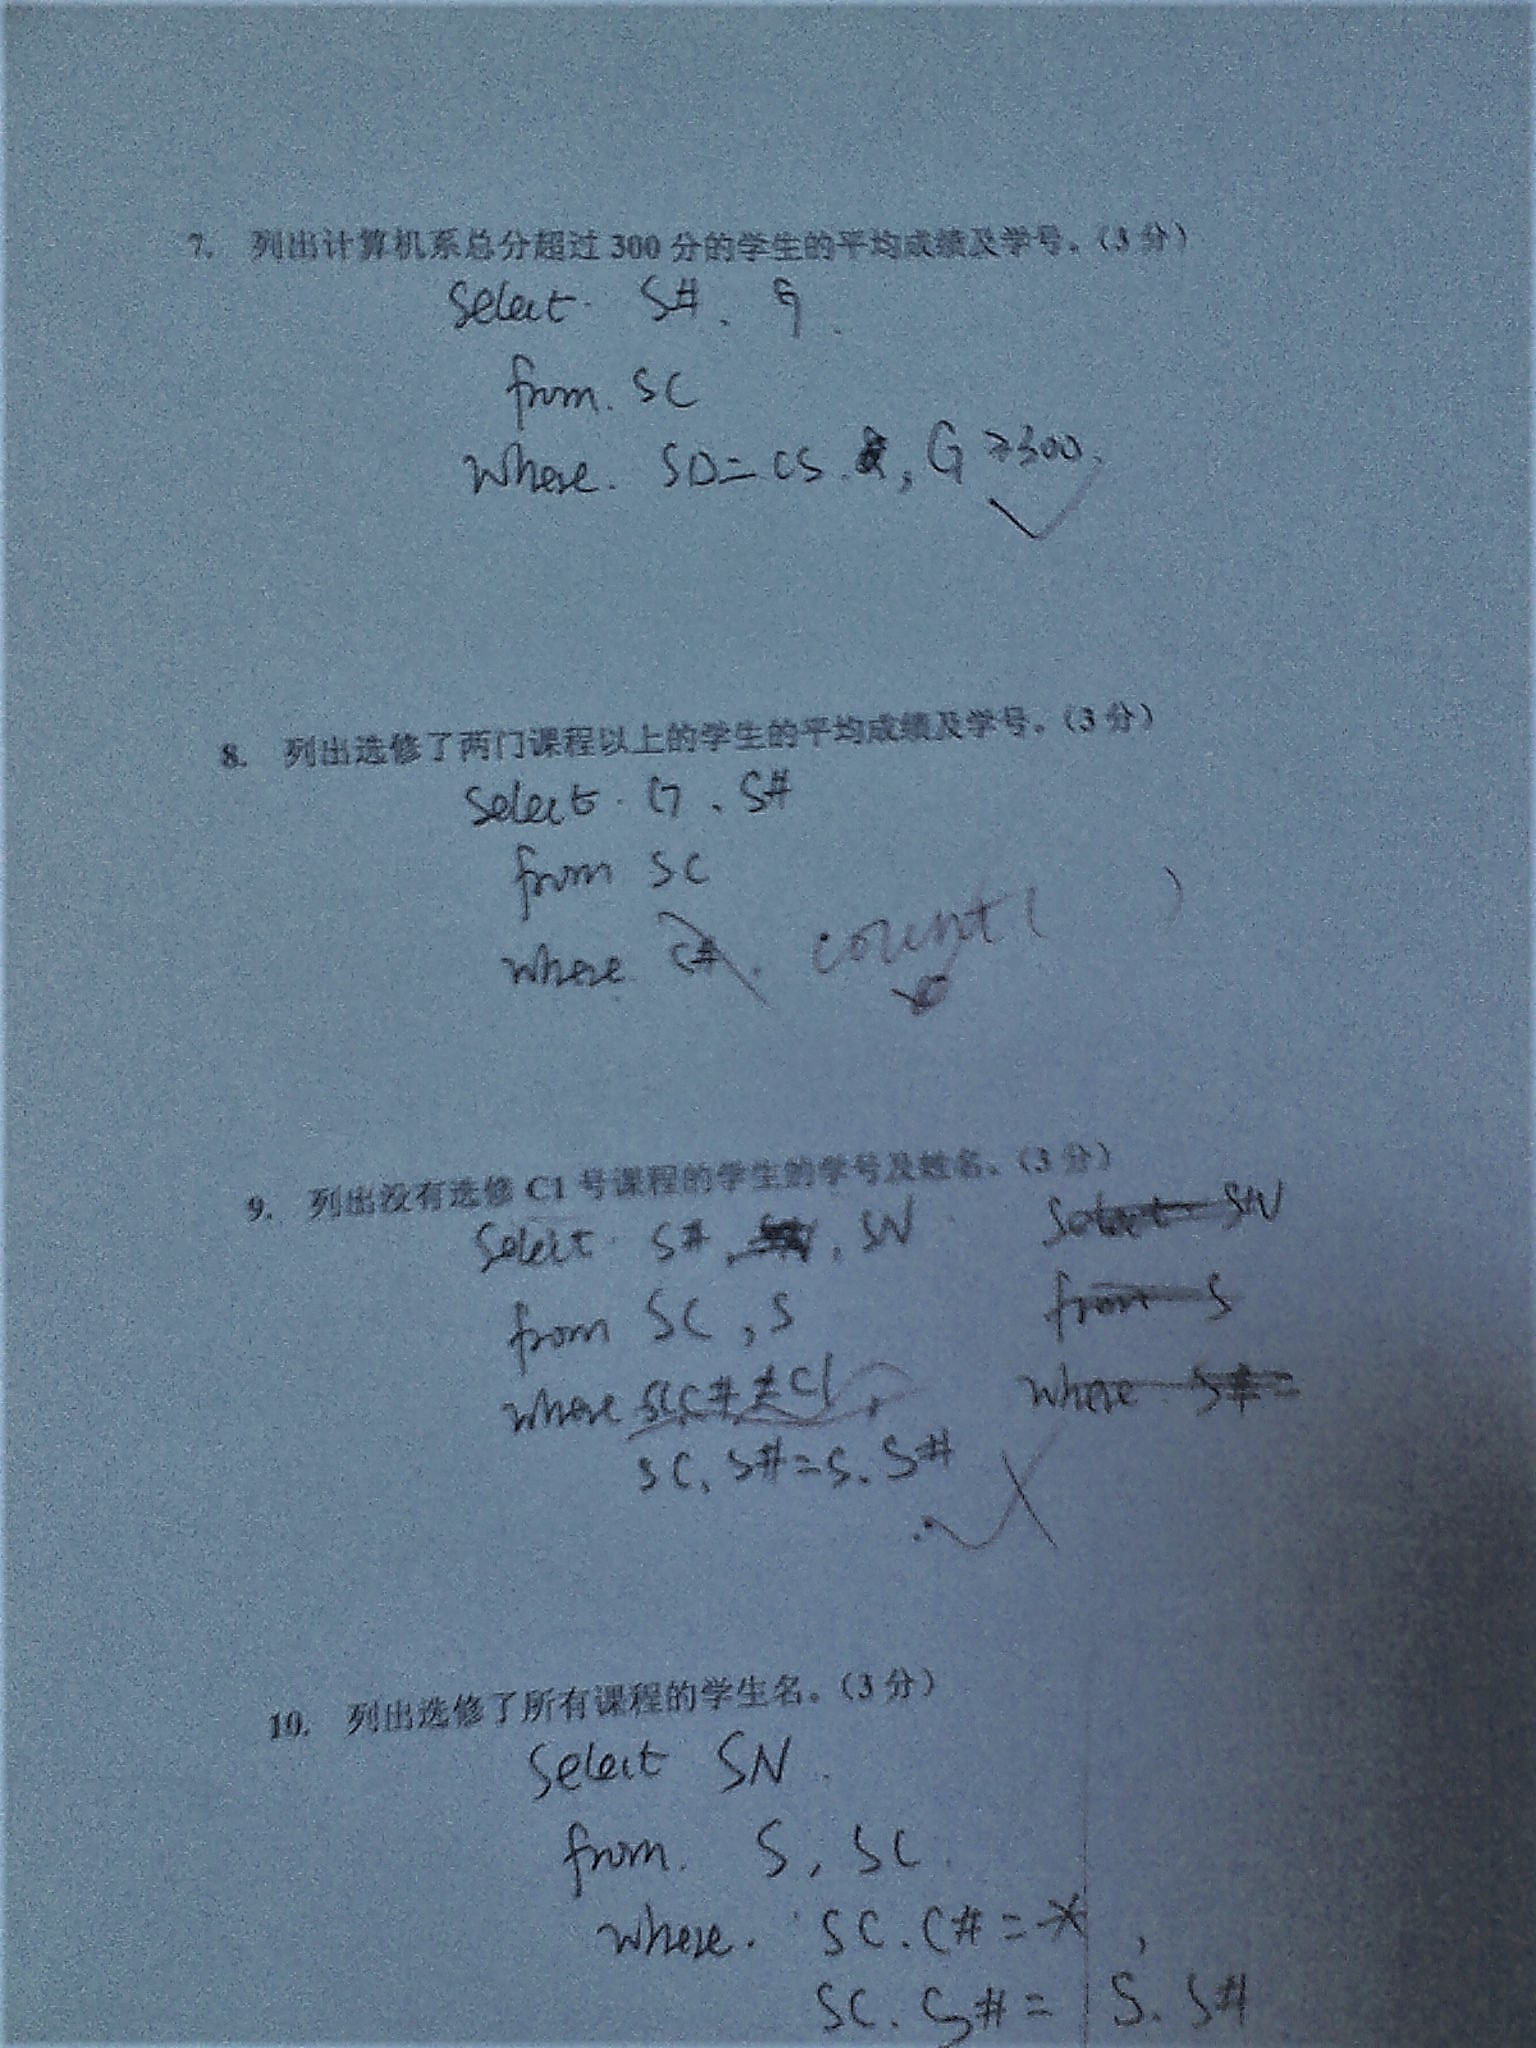 7. 列出计算机系总分超过 300 分的学生的平均成绩及学号。(3 分)
Select S#, G
from SC
where. SD=CS , G >300.
8. 列出选修了两门课程以上的学生的平均成绩及学号。(3 分)
Select G, S#
from SC
where C#. count( )
9. 列出没有选修 C1 号课程的学生的学号及姓名。(3 分)
Select S#, , SN
Select SN
from SC, S
from S
where SC.C#≠C1,
where S#=
SC.S#=S.S#
10. 列出选修了所有课程的学生名。(3 分)
Select SN
from. S, SC
where. SC.C#=*,
SC.S#=S.S#